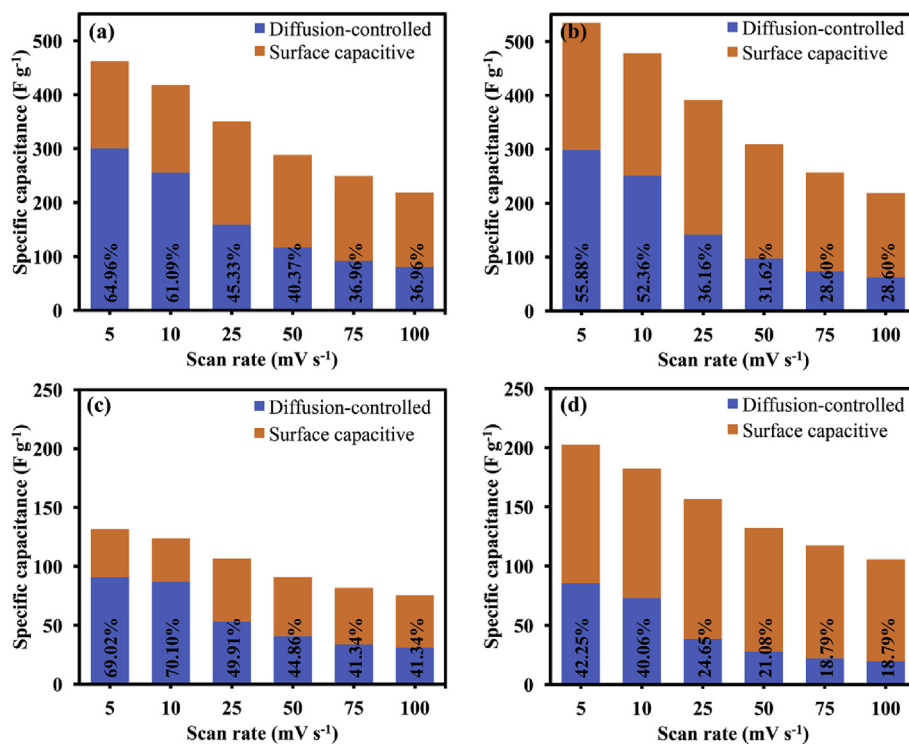 (a)
Diffusion-controlled
Surface capacitive
Specific capacitance (F g⁻¹)
500
400
300
200
100
0
64.96%
61.09%
45.33%
40.37%
36.96%
36.96%
5 10 25 50 75 100
Scan rate (mV s⁻¹)
(b)
Diffusion-controlled
Surface capacitive
Specific capacitance (F g⁻¹)
500
400
300
200
100
0
55.88%
52.36%
36.16%
31.62%
28.60%
28.60%
5 10 25 50 75 100
Scan rate (mV s⁻¹)
(c)
Diffusion-controlled
Surface capacitive
Specific capacitance (F g⁻¹)
250
200
150
100
50
0
69.02%
70.10%
49.91%
44.86%
41.34%
41.34%
5 10 25 50 75 100
Scan rate (mV s⁻¹)
(d)
Diffusion-controlled
Surface capacitive
Specific capacitance (F g⁻¹)
250
200
150
100
50
0
42.25%
40.06%
24.65%
21.08%
18.79%
18.79%
5 10 25 50 75 100
Scan rate (mV s⁻¹)